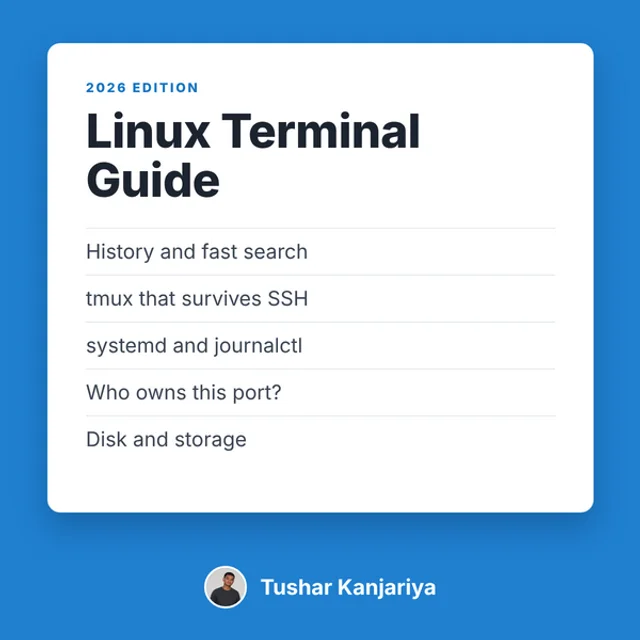 2026 EDITION
Linux Terminal
Guide
History and fast search
tmux that survives SSH
systemd and journalctl
Who owns this port?
Disk and storage
Tushar Kanjariya